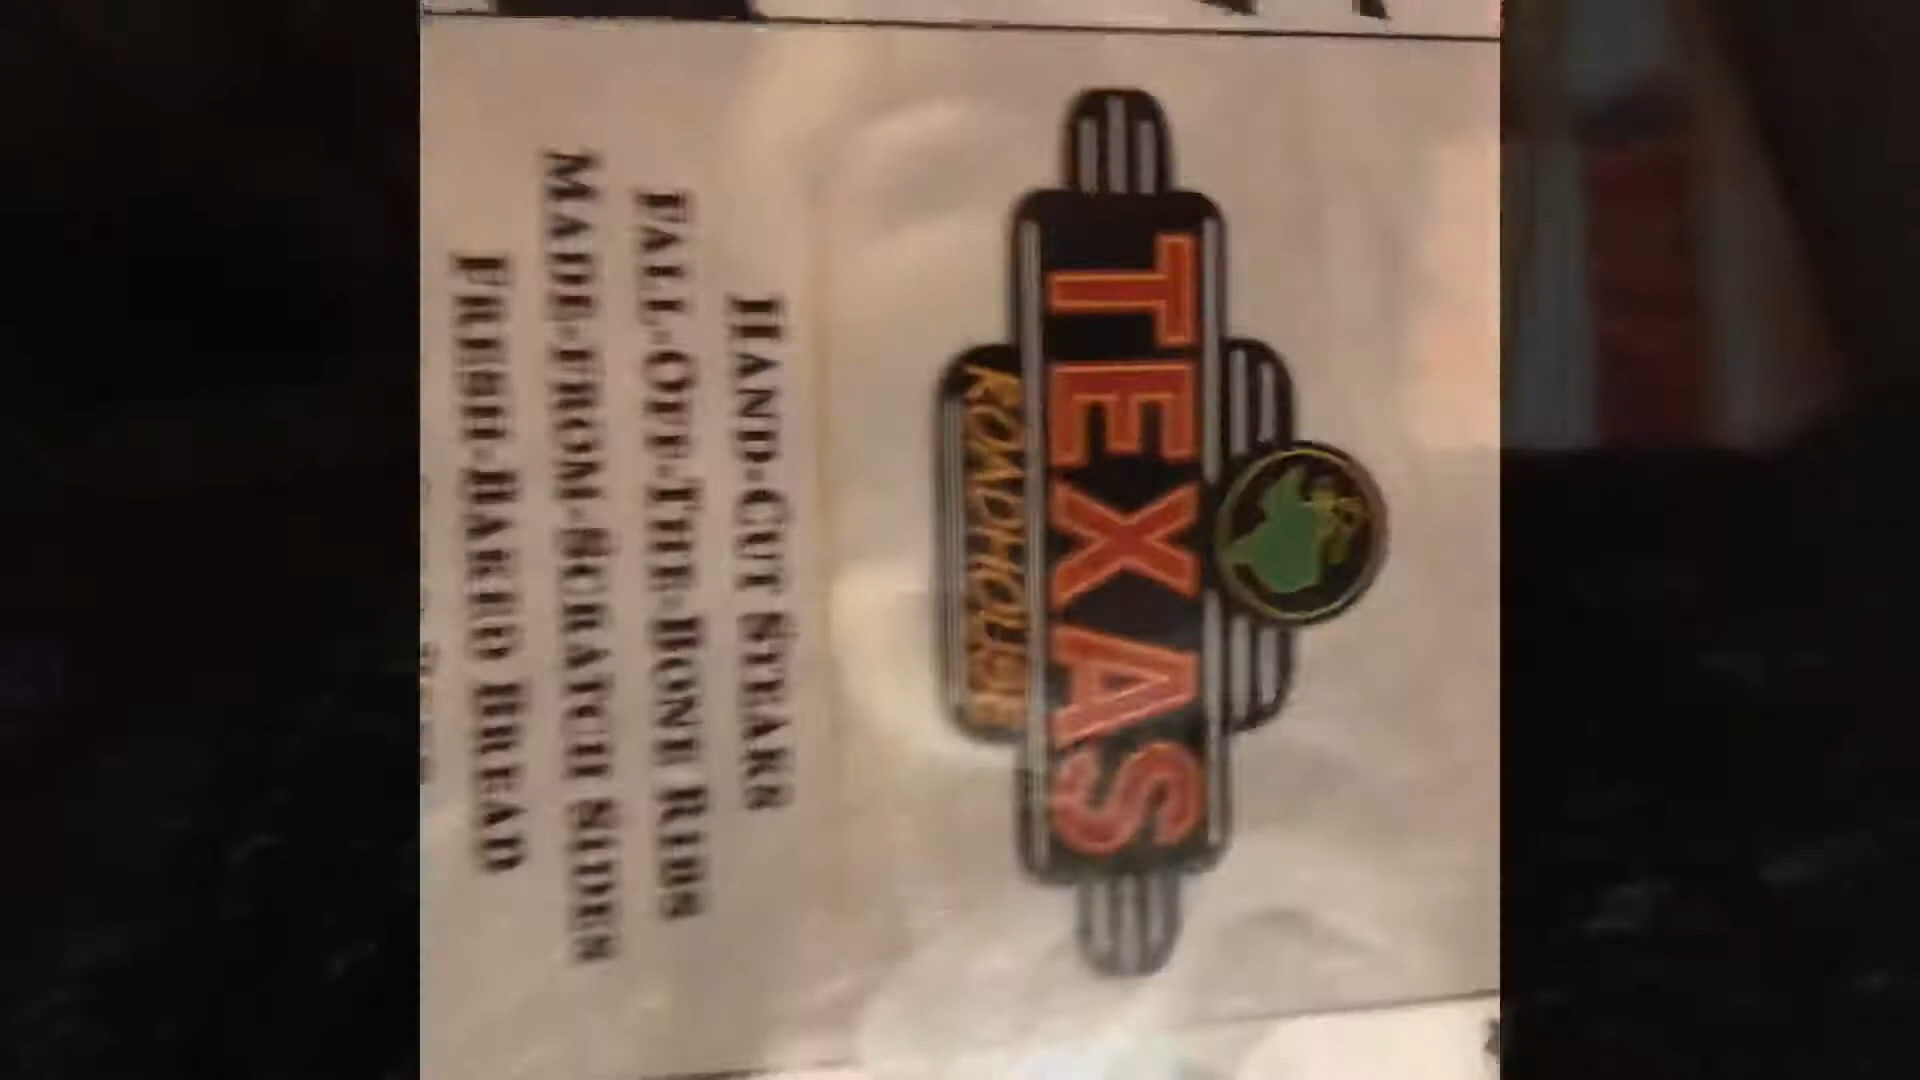 TEXAS
ROADHOUSE
HAND-CUT STEAKS
FALL-OFF-THE-BONE RIBS
MADE-FROM-SCRATCH SIDES
FRESH-BAKED BREAD